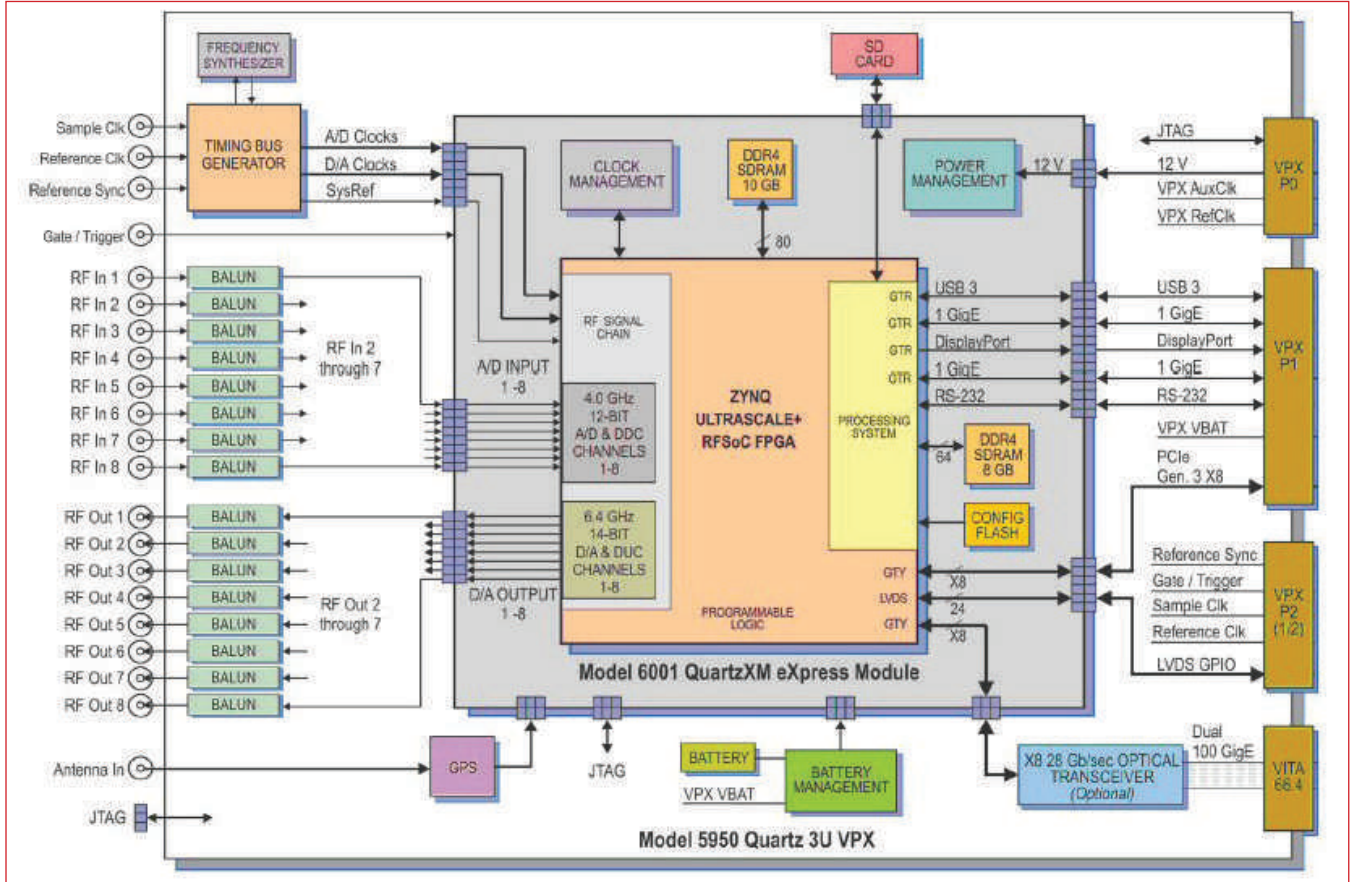 FREQUENCY
SYNTHESIZER
SD
CARD
Sample Clk
Reference Clk
Reference Sync
TIMING BUS
GENERATOR
A/D Clocks
D/A Clocks
SysRef
CLOCK
MANAGEMENT
DDR4
SDRAM
10 GB
POWER
MANAGEMENT
12 V
JTAG
12 V
VPX AuxClk
VPX RefClk
VPX
P0
Gate / Trigger
80
RF In 1
RF In 2
RF In 3
RF In 4
RF In 5
RF In 6
RF In 7
RF In 8
BALUN
BALUN
BALUN
BALUN
BALUN
BALUN
BALUN
BALUN
RF In 2
through 7
A/D INPUT
1 -8
RF SIGNAL
CHAIN
4.0 GHz
12-BIT
A/D & DDC
CHANNELS
1-8
ZYNQ
ULTRASCALE+
RFSoC FPGA
PROCESSING
SYSTEM
GTR
GTR
GTR
GTR
USB 3
1 GigE
DisplayPort
1 GigE
RS-232
USB 3
1 GigE
DisplayPort
1 GigE
RS-232
VPX VBAT
PCIe
Gen. 3 X8
VPX
P1
64
DDR4
SDRAM
8 GB
CONFIG
FLASH
RF Out 1
RF Out 2
RF Out 3
RF Out 4
RF Out 5
RF Out 6
RF Out 7
RF Out 8
BALUN
BALUN
BALUN
BALUN
BALUN
BALUN
BALUN
BALUN
RF Out 2
through 7
D/A OUTPUT
1 -8
6.4 GHz
14-BIT
D/A & DUC
CHANNELS
1-8
PROGRAMMABLE
LOGIC
GTY
LVDS
GTY
X8
24
X8
Reference Sync
Gate / Trigger
Sample Clk
Reference Clk
LVDS GPIO
VPX
P2
(1/2)
Model 6001 QuartzXM eXpress Module
Antenna In
GPS
JTAG
BATTERY
VPX VBAT
BATTERY
MANAGEMENT
X8 28 Gb/sec OPTICAL
TRANSCEIVER
(Optional)
Dual
100 GigE
VITA
66.4
JTAG
Model 5950 Quartz 3U VPX